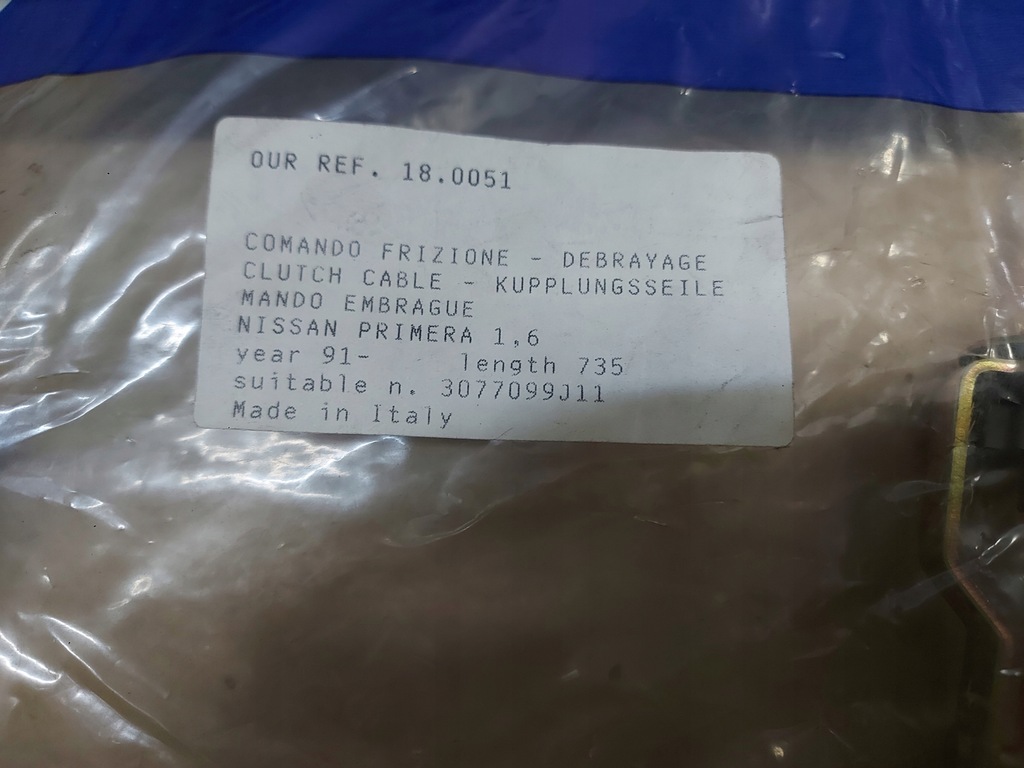 OUR REF. 18.0051
COMANDO FRIZIONE - DEBRAYAGE
CLUTCH CABLE - KUPPLUNGSSEILE
MANDO EMBRAGUE
NISSAN PRIMERA 1,6
year 91- length 735
suitable n. 3077099J11
Made in Italy